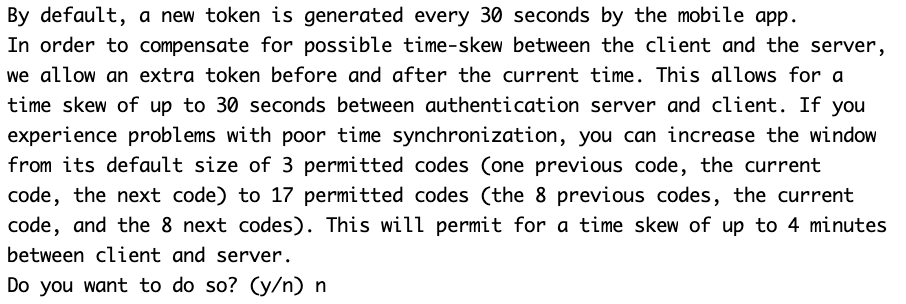 By default, a new token is generated every 30 seconds by the mobile app.
In order to compensate for possible time-skew between the client and the server,
we allow an extra token before and after the current time. This allows for a
time skew of up to 30 seconds between authentication server and client. If you
experience problems with poor time synchronization, you can increase the window
from its default size of 3 permitted codes (one previous code, the current
code, the next code) to 17 permitted codes (the 8 previous codes, the current
code, and the 8 next codes). This will permit for a time skew of up to 4 minutes
between client and server.
Do you want to do so? (y/n) n